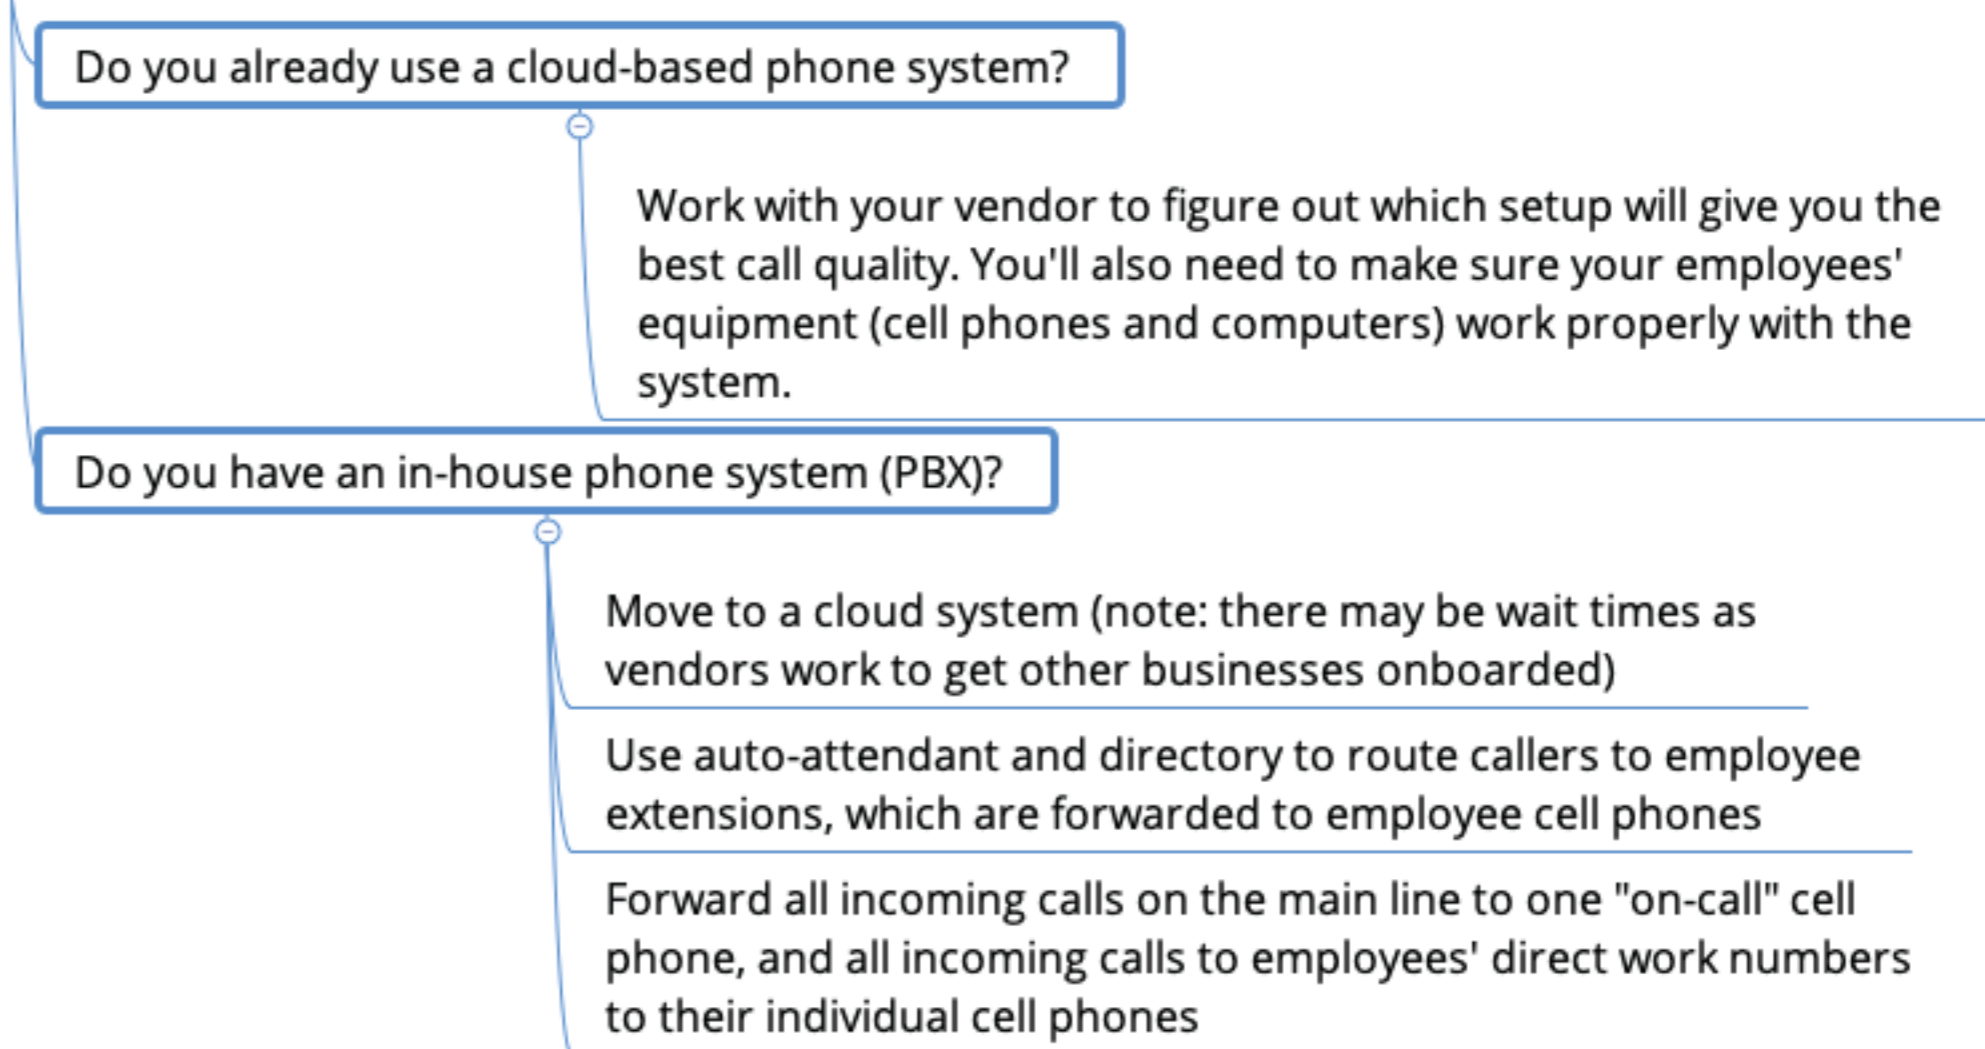 Do you already use a cloud-based phone system?
Work with your vendor to figure out which setup will give you the
best call quality. You'll also need to make sure your employees'
equipment (cell phones and computers) work properly with the
system.
Do you have an in-house phone system (PBX)?
Move to a cloud system (note: there may be wait times as
vendors work to get other businesses onboarded)
Use auto-attendant and directory to route callers to employee
extensions, which are forwarded to employee cell phones
Forward all incoming calls on the main line to one "on-call" cell
phone, and all incoming calls to employees' direct work numbers
to their individual cell phones